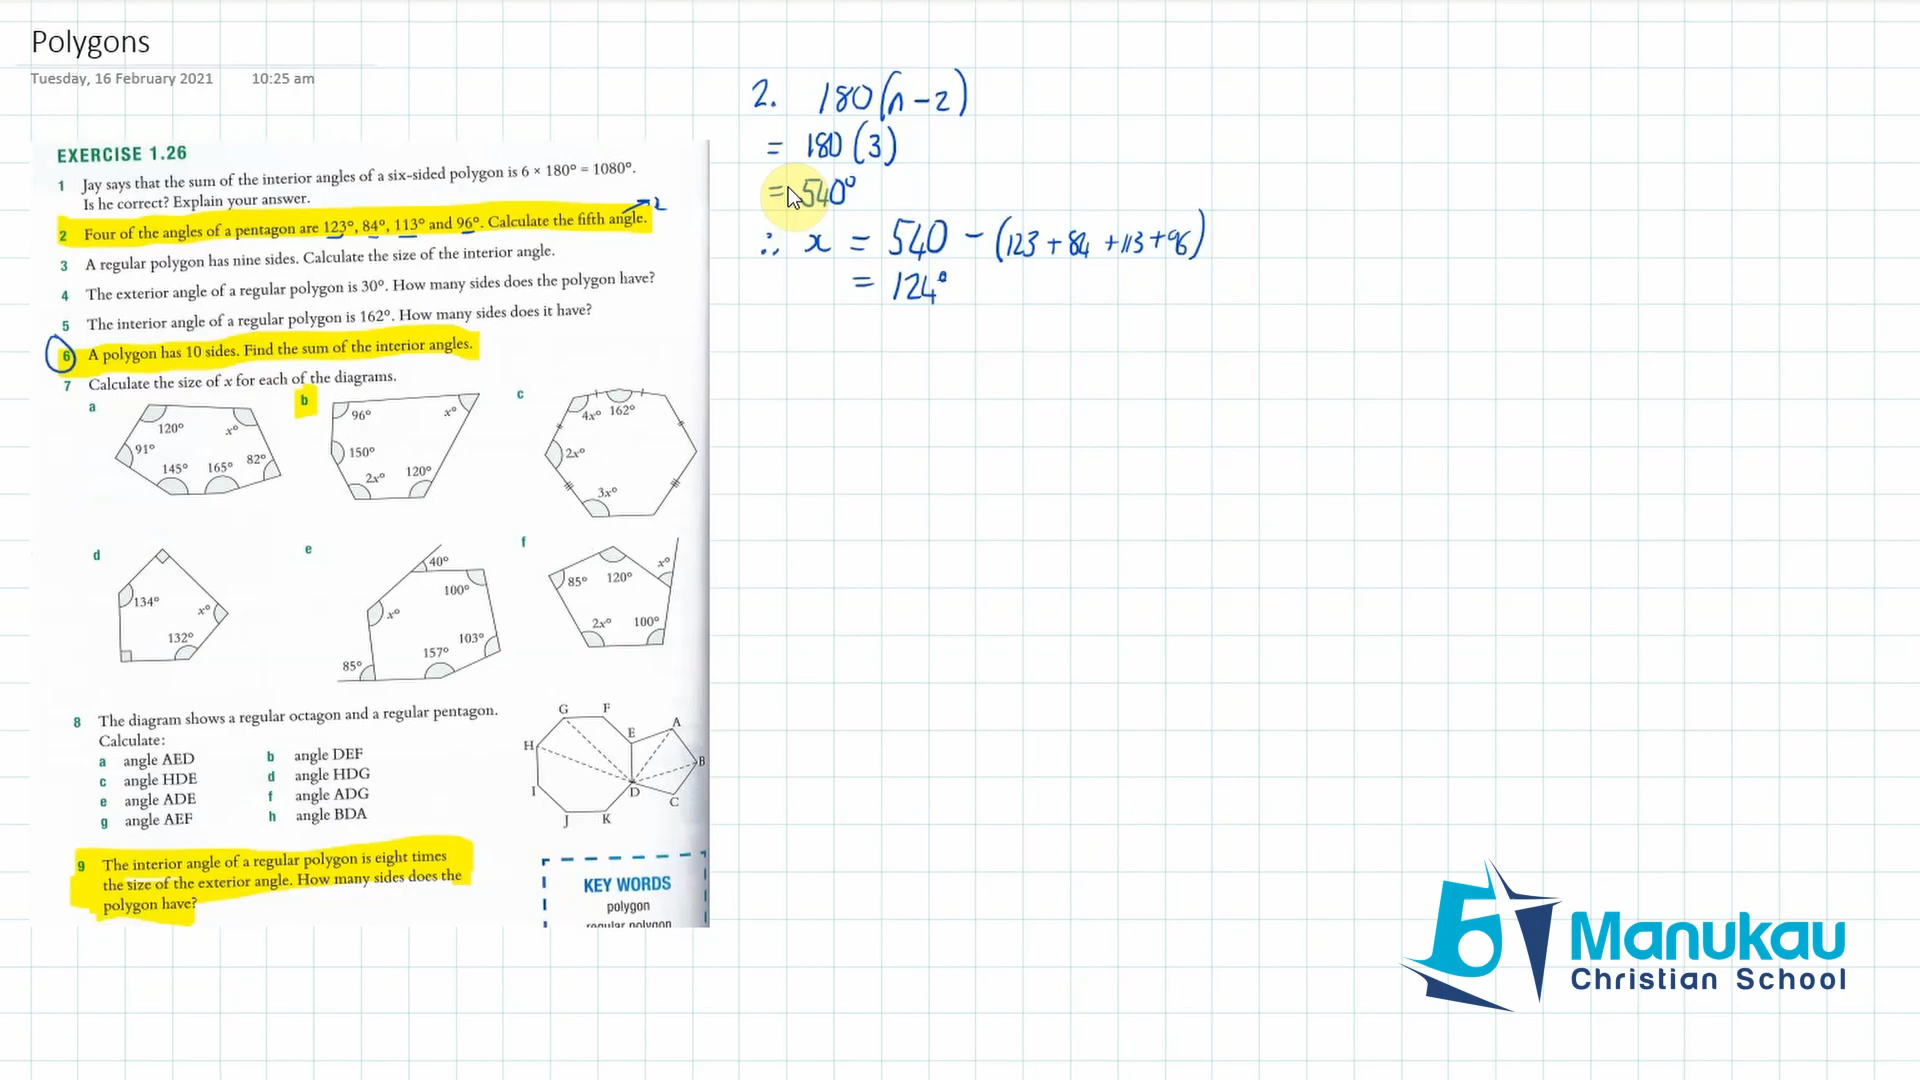 Polygons
Tuesday, 16 February 2021 10:25 am
EXERCISE 1.26
1 Jay says that the sum of the interior angles of a six-sided polygon is 6 × 180° = 1080°.
Is he correct? Explain your answer.
2 Four of the angles of a pentagon are 123°, 84°, 113° and 96°. Calculate the fifth angle.
x
3 A regular polygon has nine sides. Calculate the size of the interior angle.
4 The exterior angle of a regular polygon is 30°. How many sides does the polygon have?
5 The interior angle of a regular polygon is 162°. How many sides does it have?
6 A polygon has 10 sides. Find the sum of the interior angles.
7 Calculate the size of x for each of the diagrams.
a
120°
x°
91°
145°
165°
82°
b
96°
x°
150°
2x°
120°
c
4x°
162°
2x°
3x°
d
134°
x°
132°
e
40°
100°
x°
103°
157°
85°
f
85°
120°
x°
2x°
100°
8 The diagram shows a regular octagon and a regular pentagon.
Calculate:
a angle AED b angle DEF
c angle HDE d angle HDG
e angle ADE f angle ADG
g angle AEF h angle BDA
G F
E A
H
B
I D
C
J K
9 The interior angle of a regular polygon is eight times
the size of the exterior angle. How many sides does the
polygon have?
KEY WORDS
polygon
regular polygon
2. 180(n-2)
= 180(3)
= 540°
∴ x = 540 - (123+84+113+96)
= 124°
Manukau
Christian School